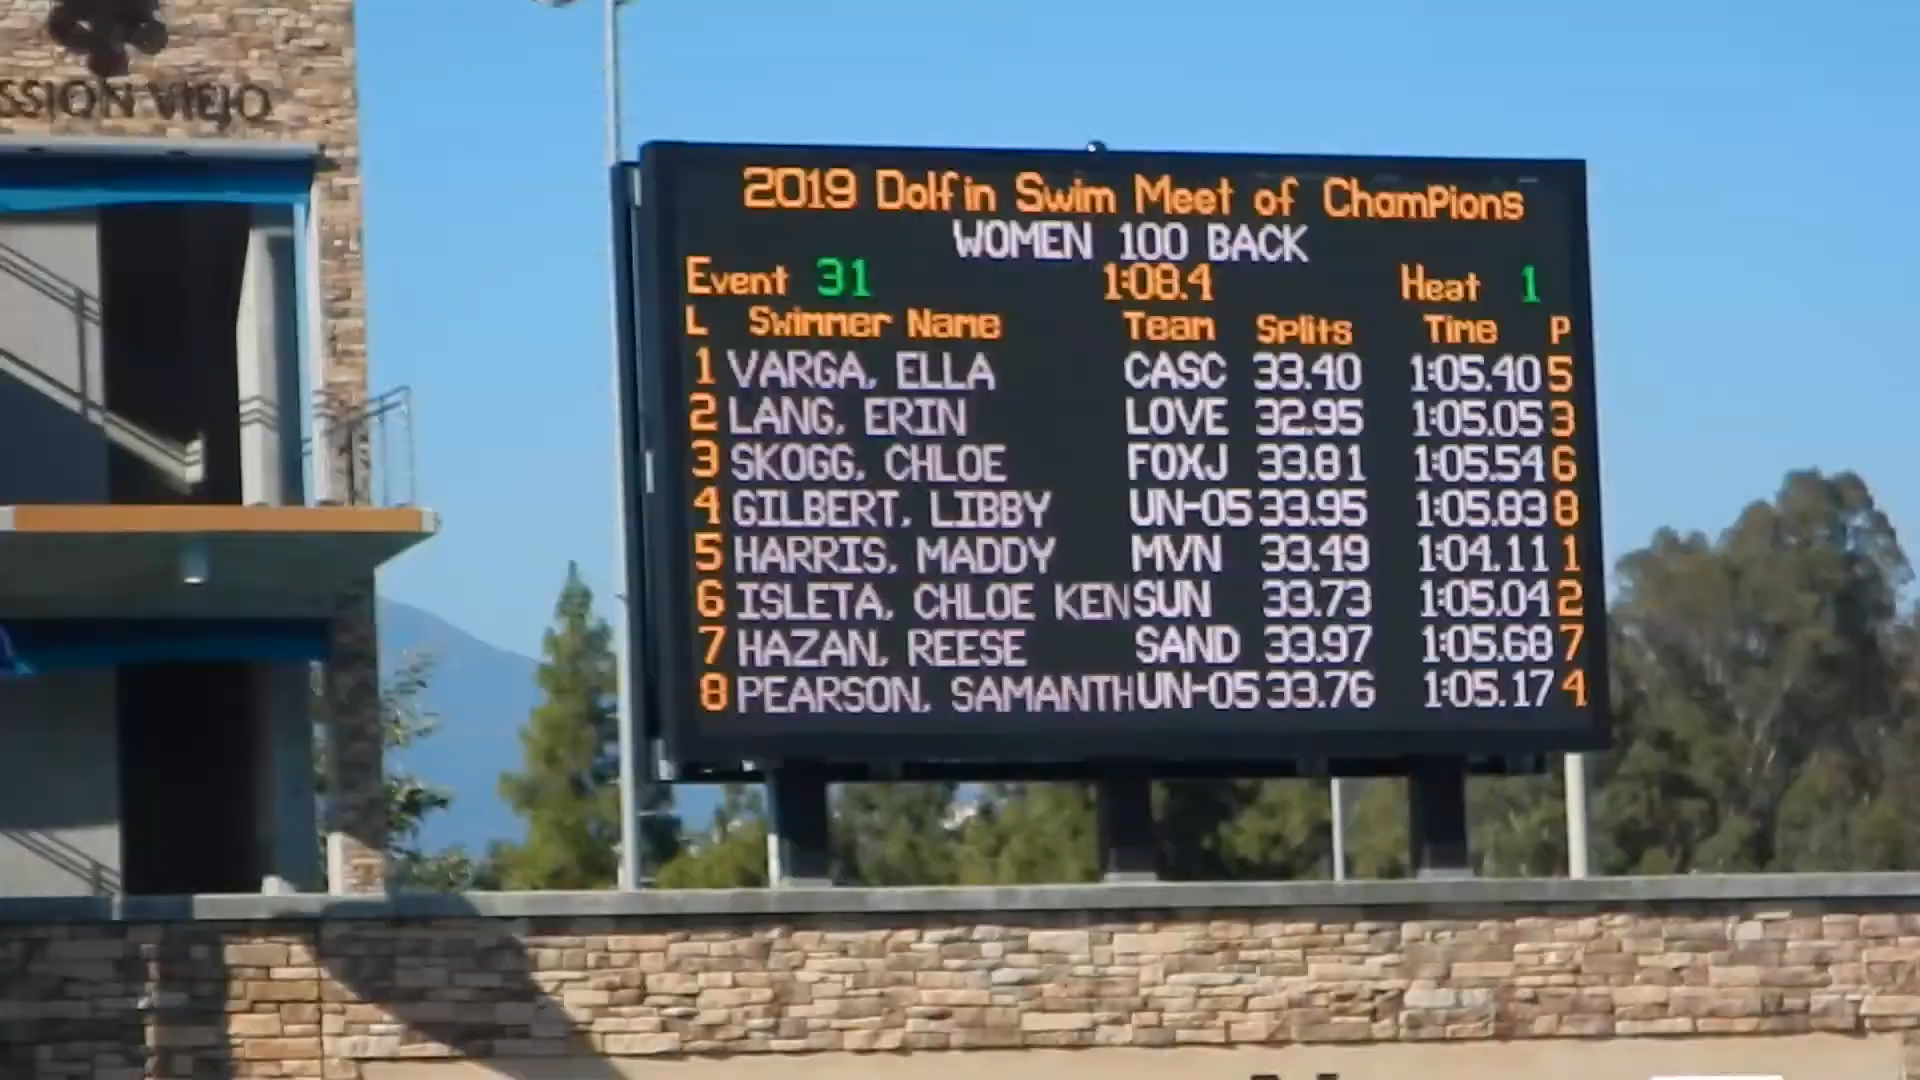 SSION VIEJO
2019 Dolfin Swim Meet of ChamPions
WOMEN 100 BACK
Event 31 1:08.4 Heat 1
L Swimmer Name Team Splits Time P
1 VARGA, ELLA CASC 33.40 1:05.40 5
2 LANG, ERIN LOVE 32.95 1:05.05 3
3 SKOGG, CHLOE FOXJ 33.81 1:05.54 6
4 GILBERT, LIBBY UN-05 33.95 1:05.83 8
5 HARRIS, MADDY MVN 33.49 1:04.11 1
6 ISLETA, CHLOE KEN SUN 33.73 1:05.04 2
7 HAZAN, REESE SAND 33.97 1:05.68 7
8 PEARSON, SAMANTH UN-05 33.76 1:05.17 4